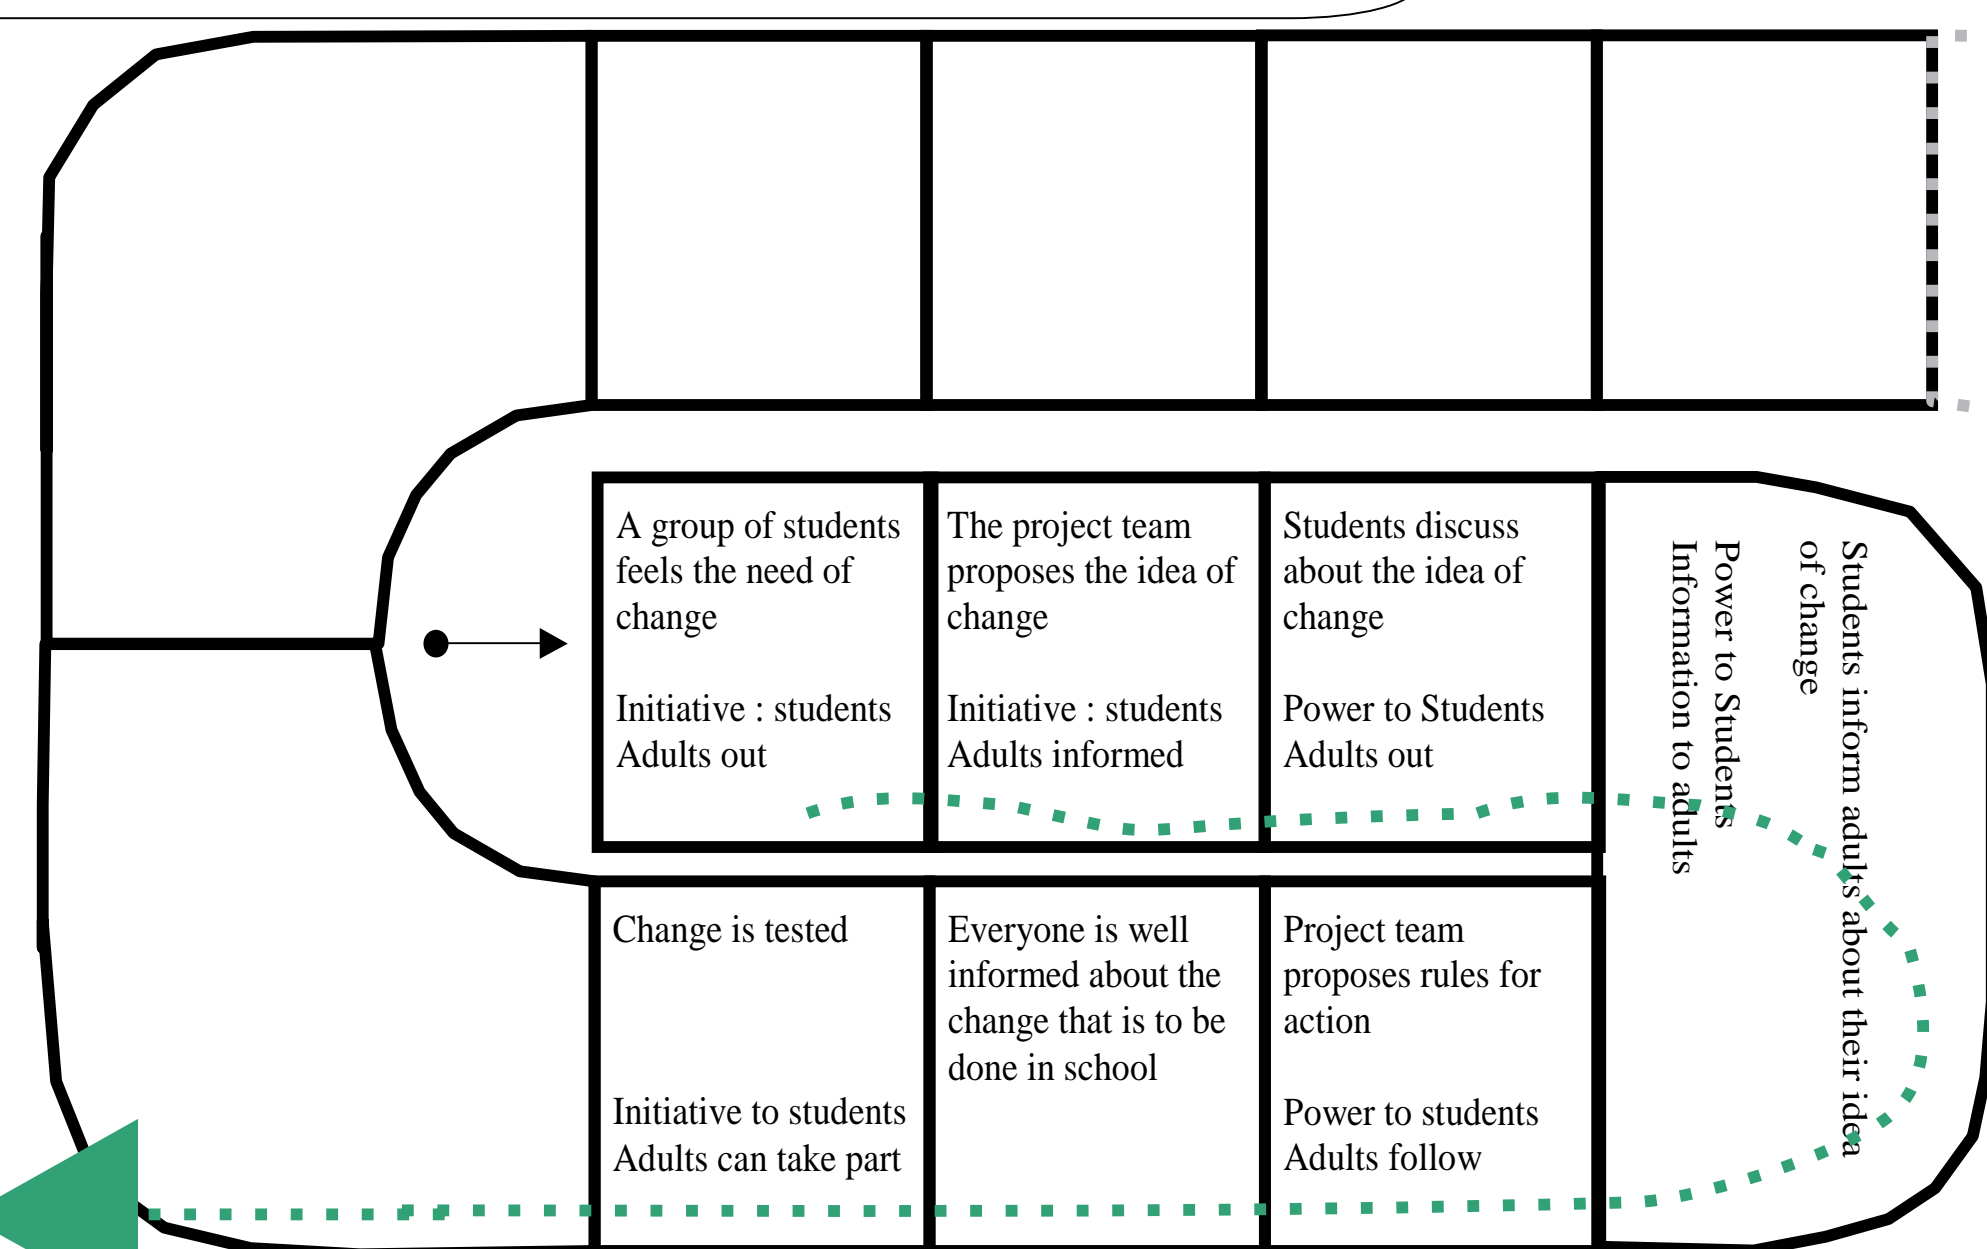 A group of students
feels the need of
change
Initiative : students
Adults out
The project team
proposes the idea of
change
Initiative : students
Adults informed
Students discuss
about the idea of
change
Power to Students
Adults out
Students inform adults about their idea
of change
Power to Students
Information to adults
Project team
proposes rules for
action
Power to students
Adults follow
Everyone is well
informed about the
change that is to be
done in school
Change is tested
Initiative to students
Adults can take part